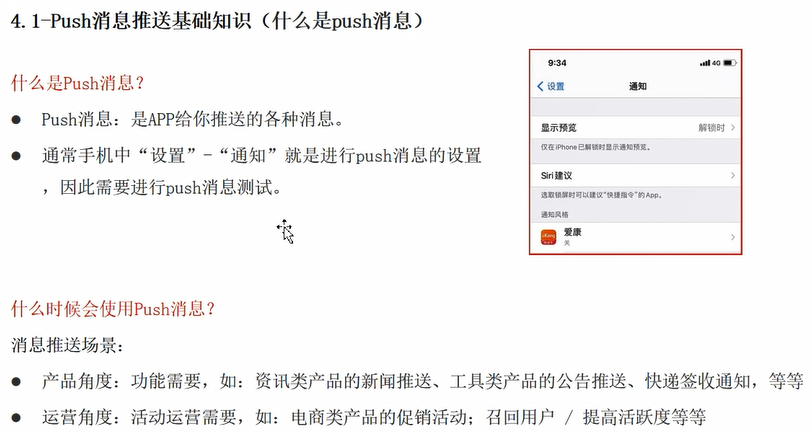 4.1-Push消息推送基础知识（什么是push消息）
什么是Push消息？
● Push消息：是APP给你推送的各种消息。
● 通常手机中“设置”-“通知”就是进行push消息的设置
，因此需要进行push消息测试。
9:34
4G
设置
通知
显示预览
解锁时
仅在iPhone已解锁时显示通知预览。
Siri建议
选取锁屏时可以建议“快捷指令”的App。
通知风格
iKang
爱康
关
什么时候会使用Push消息？
消息推送场景：
● 产品角度：功能需要，如：资讯类产品的新闻推送、工具类产品的公告推送、快递签收通知，等等
● 运营角度：活动运营需要，如：电商类产品的促销活动；召回用户 / 提高活跃度等等